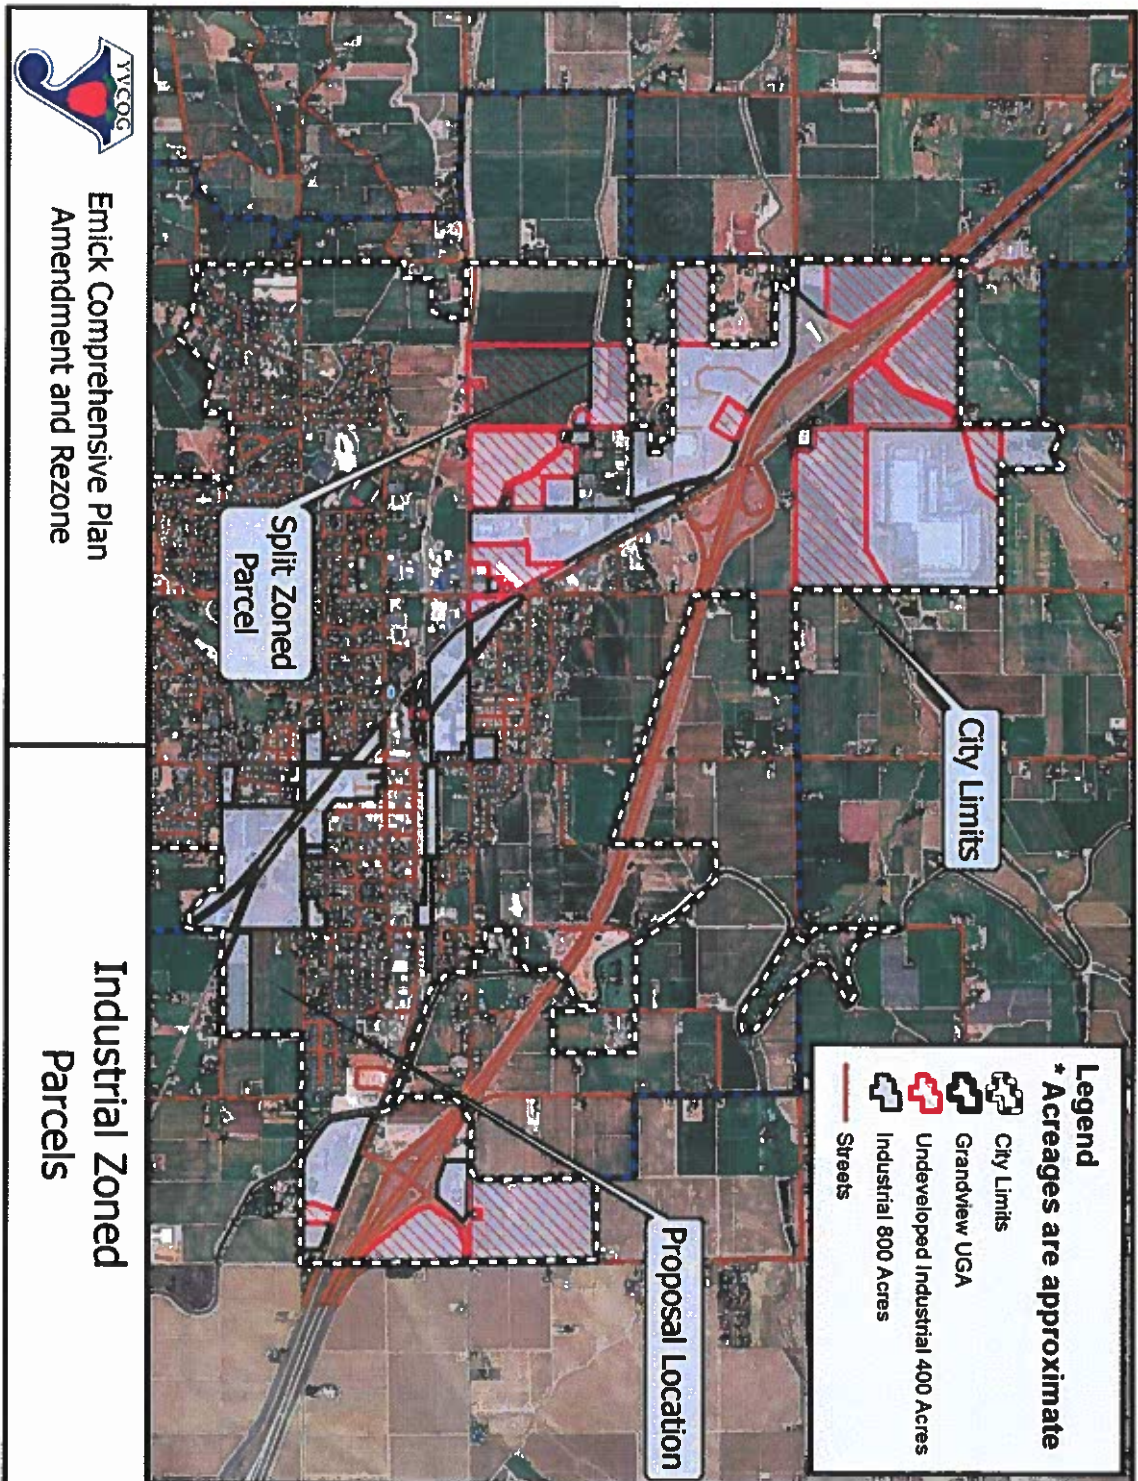 Legend
* Acreages are approximate
City Limits
Grandview UGA
Undeveloped Industrial 400 Acres
Industrial 800 Acres
Streets
City Limits
Split Zoned
Parcel
Proposal Location
YVCOG
Emick Comprehensive Plan
Amendment and Rezone
Industrial Zoned
Parcels